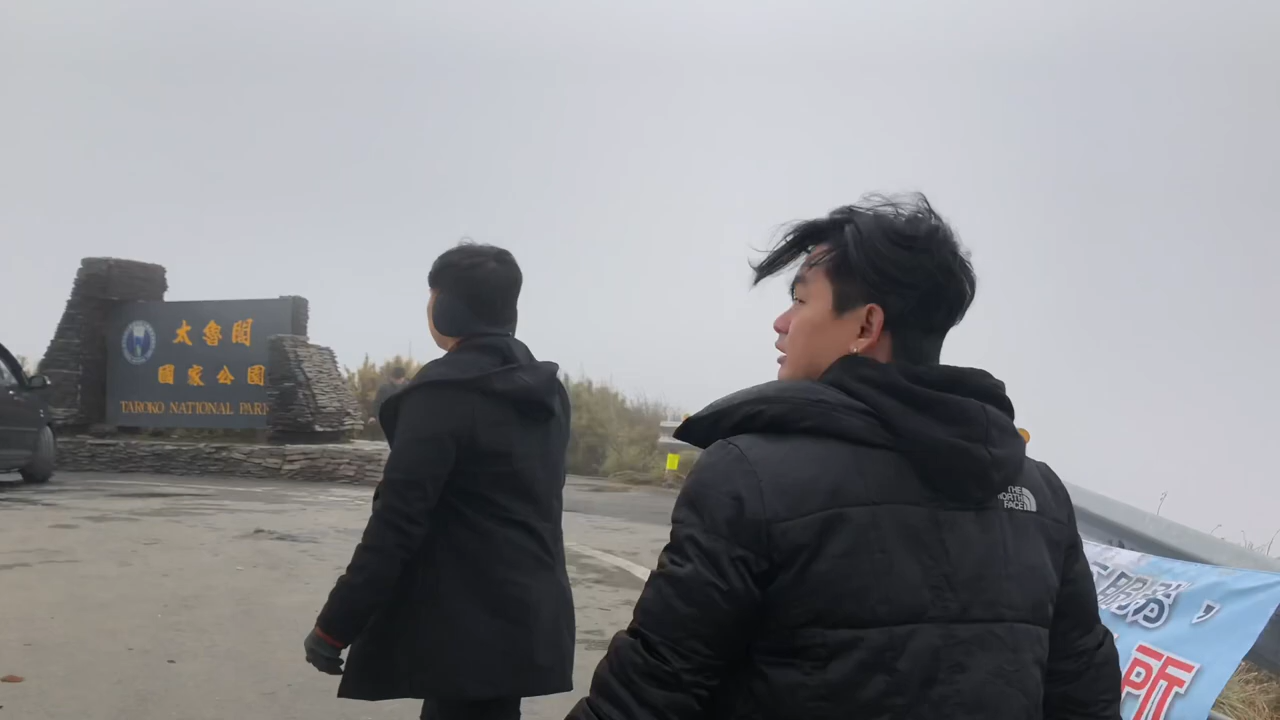 太魯閣
國家公園
TAROKO NATIONAL PARK
THE
NORTH
FACE
服務,
所